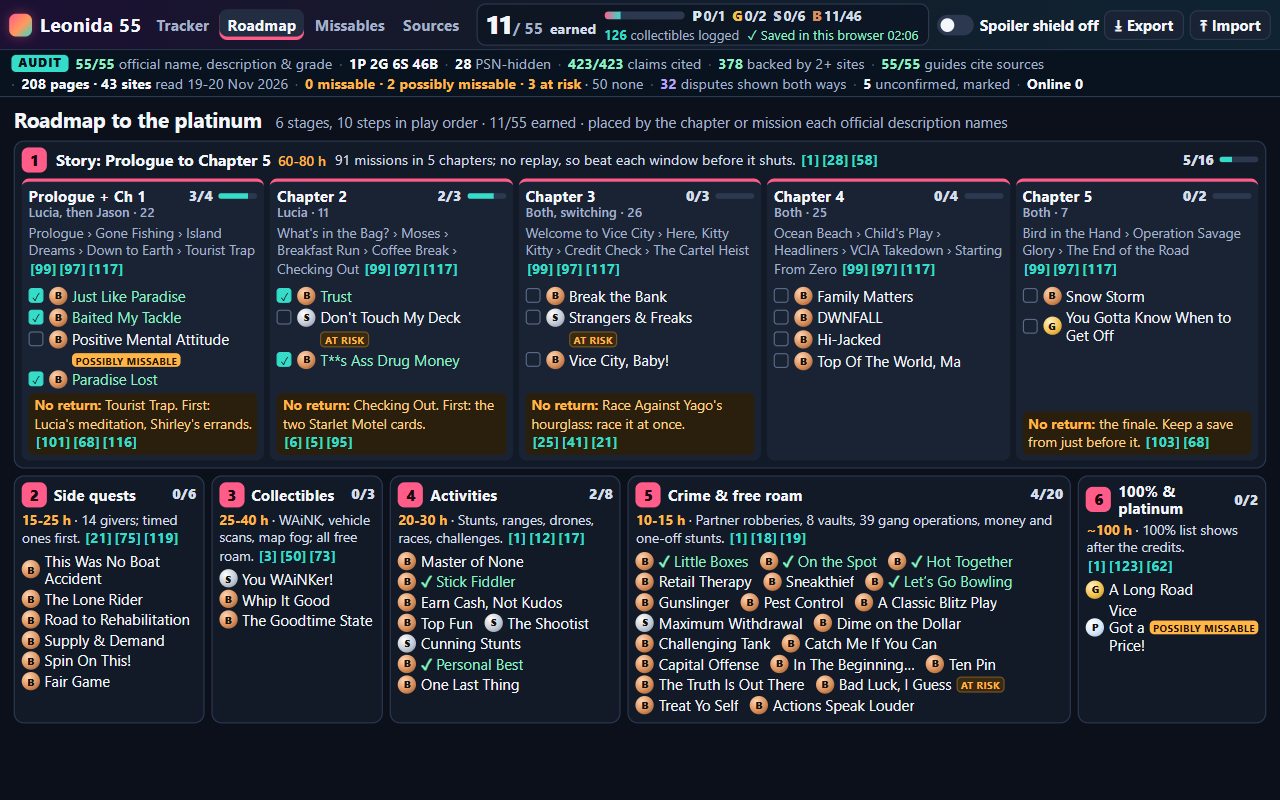 Leonida 55 Tracker Roadmap Missables Sources 11 / 55 earned P0/1 G0/2 S0/6 B11/46 Spoiler shield off Export Import
126 collectibles logged ✓ Saved in this browser 02:06
AUDIT 55/55 official name, description & grade · 1P 2G 6S 46B · 28 PSN-hidden · 423/423 claims cited · 378 backed by 2+ sites · 55/55 guides cite sources
· 208 pages · 43 sites read 19-20 Nov 2026 · 0 missable · 2 possibly missable · 3 at risk · 50 none · 32 disputes shown both ways · 5 unconfirmed, marked · Online 0
Roadmap to the platinum 6 stages, 10 steps in play order · 11/55 earned · placed by the chapter or mission each official description names
1 Story: Prologue to Chapter 5 60-80 h 91 missions in 5 chapters; no replay, so beat each window before it shuts. [1] [28] [58] 5/16
Prologue + Ch 1 3/4
Lucia, then Jason · 22
Prologue › Gone Fishing › Island
Dreams › Down to Earth › Tourist Trap
[99] [97] [117]
✓ B Just Like Paradise
✓ B Baited My Tackle
B Positive Mental Attitude
POSSIBLY MISSABLE
✓ B Paradise Lost
No return: Tourist Trap. First:
Lucia's meditation, Shirley's errands.
[101] [68] [116]
Chapter 2 2/3
Lucia · 11
What's in the Bag? › Moses ›
Breakfast Run › Coffee Break ›
Checking Out [99] [97] [117]
✓ B Trust
S Don't Touch My Deck
AT RISK
✓ B T**s Ass Drug Money
No return: Checking Out. First: the
two Starlet Motel cards.
[6] [5] [95]
Chapter 3 0/3
Both, switching · 26
Welcome to Vice City › Here, Kitty
Kitty › Credit Check › The Cartel Heist
[99] [97] [117]
B Break the Bank
S Strangers & Freaks
AT RISK
B Vice City, Baby!
No return: Race Against Yago's
hourglass: race it at once.
[25] [41] [21]
Chapter 4 0/4
Both · 25
Ocean Beach › Child's Play ›
Headliners › VCIA Takedown › Starting
From Zero [99] [97] [117]
B Family Matters
B DWNFALL
B Hi-Jacked
B Top Of The World, Ma
Chapter 5 0/2
Both · 7
Bird in the Hand › Operation Savage
Glory › The End of the Road
[99] [97] [117]
B Snow Storm
G You Gotta Know When to
Get Off
No return: the finale. Keep a save
from just before it. [103] [68]
2 Side quests 0/6
15-25 h · 14 givers; timed
ones first. [21] [75] [119]
B This Was No Boat
Accident
B The Lone Rider
B Road to Rehabilitation
B Supply & Demand
B Spin On This!
B Fair Game
3 Collectibles 0/3
25-40 h · WAiNK, vehicle
scans, map fog; all free
roam. [3] [50] [73]
S You WAiNKer!
B Whip It Good
B The Goodtime State
4 Activities 2/8
20-30 h · Stunts, ranges, drones,
races, challenges. [1] [12] [17]
B Master of None
B ✓ Stick Fiddler
B Earn Cash, Not Kudos
B Top Fun S The Shootist
S Cunning Stunts
B ✓ Personal Best
B One Last Thing
5 Crime & free roam 4/20
10-15 h · Partner robberies, 8 vaults, 39 gang operations, money and
one-off stunts. [1] [18] [19]
B ✓ Little Boxes B ✓ On the Spot B ✓ Hot Together
B Retail Therapy B Sneakthief B ✓ Let's Go Bowling
B Gunslinger B Pest Control B A Classic Blitz Play
S Maximum Withdrawal B Dime on the Dollar
B Challenging Tank B Catch Me If You Can
B Capital Offense B In The Beginning... B Ten Pin
B The Truth Is Out There B Bad Luck, I Guess AT RISK
B Treat Yo Self B Actions Speak Louder
6 100% &
platinum 0/2
~100 h · 100% list shows
after the credits.
[1] [123] [62]
G A Long Road
P Vice
Got a POSSIBLY MISSABLE
Price!